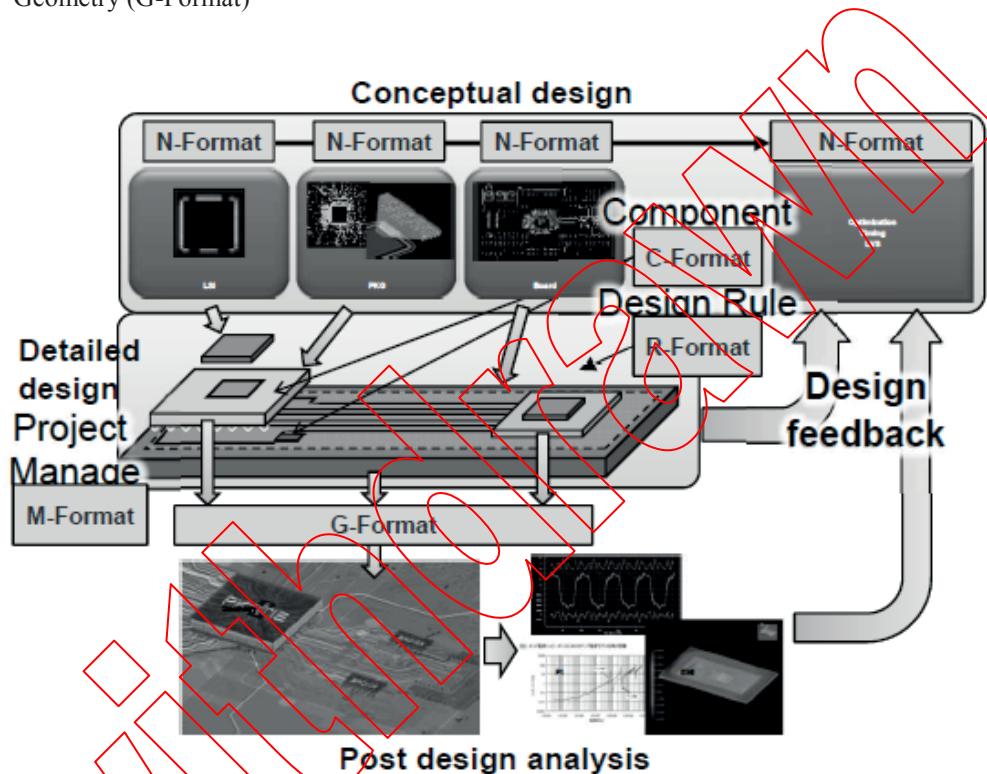 Geometry (G-Format)
Conceptual design
N-Format
N-Format
N-Format
N-Format
Component
C-Format
LSI
PKG
Board
Design Rule
R-Format
Detailed
design
Project
Manage
M-Format
Design
feedback
G-Format
Post design analysis
Withdrawn